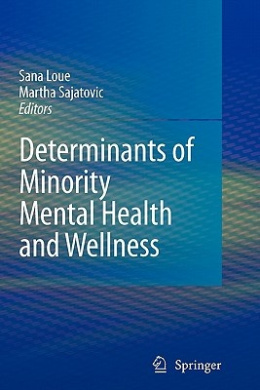 Sana Loue
Martha Sajatovic
Editors
Determinants of
Minority
Mental Health
and Wellness
Springer